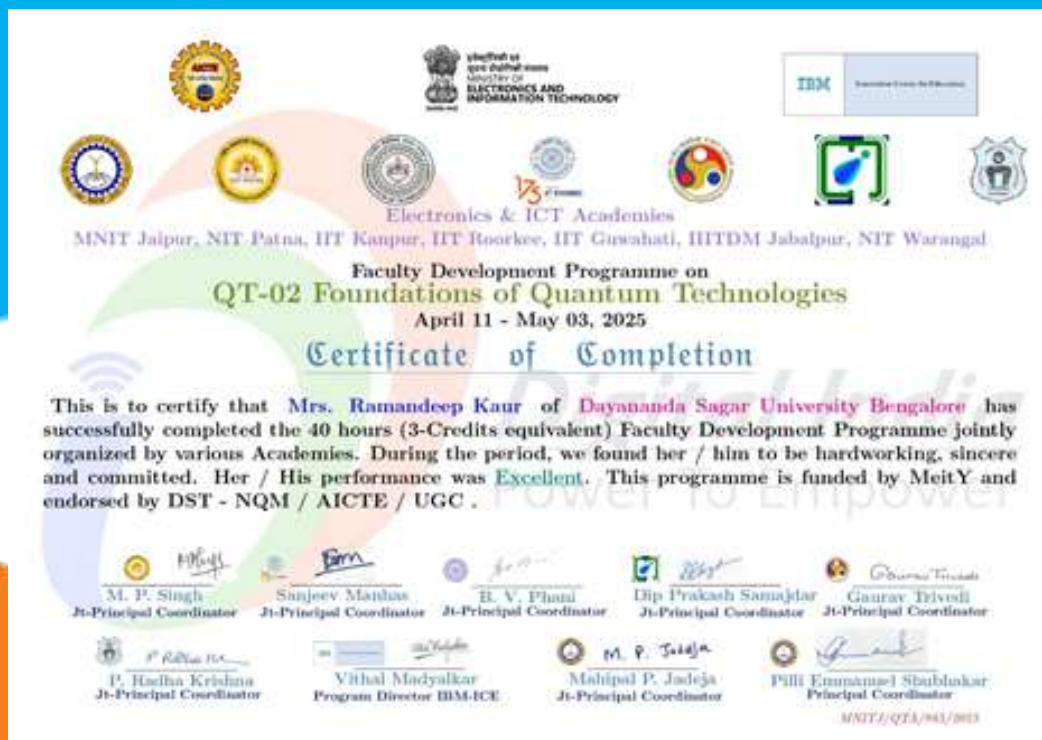 AICTE
MINISTRY OF
ELECTRONICS AND
INFORMATION TECHNOLOGY
IBM
175
Electronics & ICT Academies
MNIT Jaipur, NIT Patna, IIT Kanpur, IIT Roorkee, IIT Guwahati, IIITDM Jabalpur, NIT Warangal
Faculty Development Programme on
QT-02 Foundations of Quantum Technologies
April 11 - May 03, 2025
Certificate of Completion
Digital India
Power To Empower
This is to certify that Mrs. Ramandeep Kaur of Dayananda Sagar University Bengalore has
successfully completed the 40 hours (3-Credits equivalent) Faculty Development Programme jointly
organized by various Academies. During the period, we found her / him to be hardworking, sincere
and committed. Her / His performance was Excellent. This programme is funded by MeitY and
endorsed by DST - NQM / AICTE / UGC .
M. P. Singh
Jt-Principal Coordinator
Sanjeev Manhas
Jt-Principal Coordinator
B. V. Phani
Jt-Principal Coordinator
Dip Prakash Samajdar
Jt-Principal Coordinator
Gaurav Trivedi
Gaurav Trivedi
Jt-Principal Coordinator
P. Radha Krishna
Jt-Principal Coordinator
Vithal Madyalkar
Program Director IBM-ICE
M. P. Jadeja
Mahipal P. Jadeja
Jt-Principal Coordinator
Pilli Emmanuel Shubhakar
Principal Coordinator